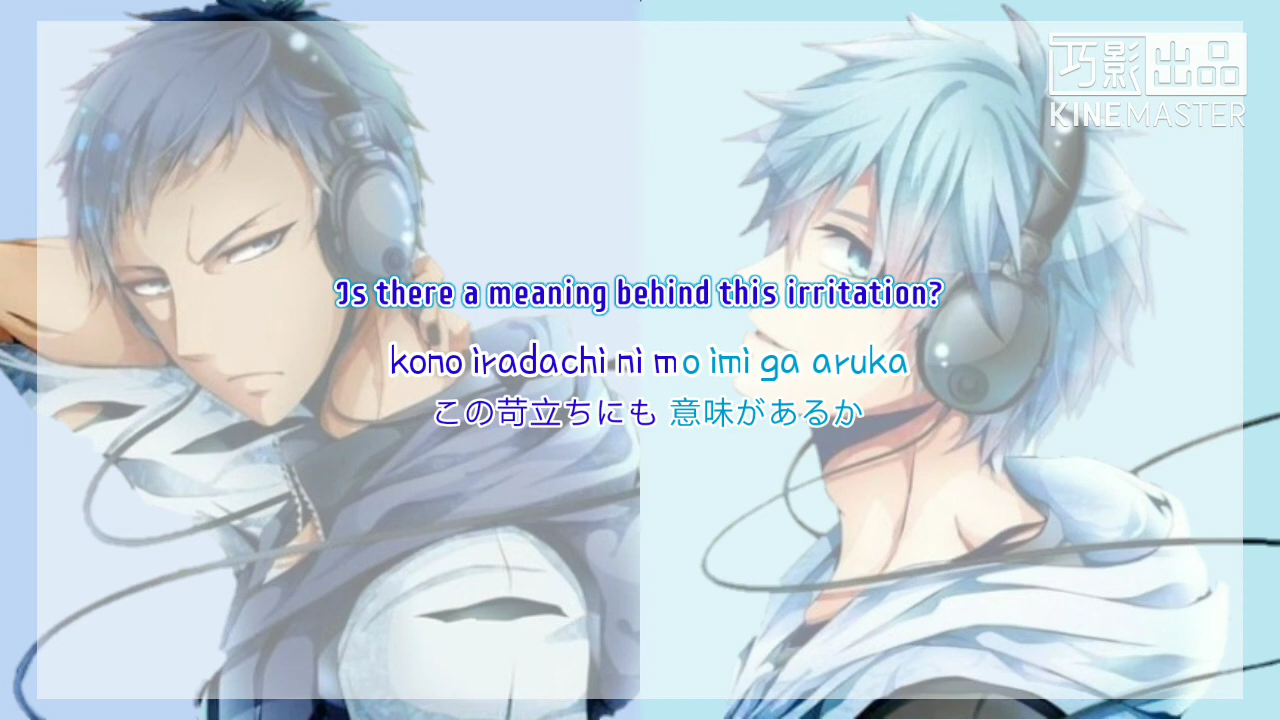 巧影出品
KINEMASTER
Is there a meaning behind this irritation?
kono iradachi ni mo imi ga aruka
この苛立ちにも 意味があるか